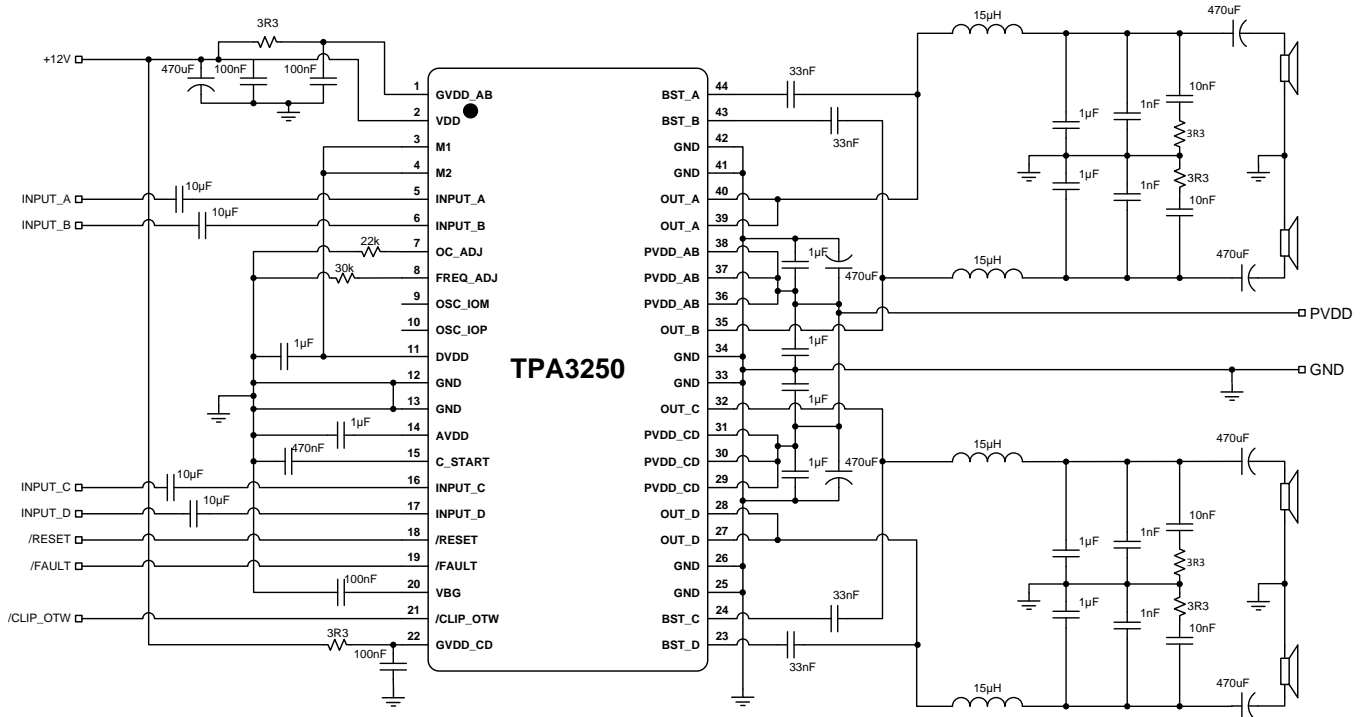 3R3
+12V
470uF
100nF
100nF
1
GVDD_AB
2
VDD
3
M1
4
M2
INPUT_A
10µF
5
INPUT_A
INPUT_B
10µF
6
INPUT_B
22k
7
OC_ADJ
30k
8
FREQ_ADJ
9
OSC_IOM
10
OSC_IOP
1µF
11
DVDD
12
GND
13
GND
1µF
14
AVDD
470nF
15
C_START
INPUT_C
10µF
16
INPUT_C
INPUT_D
10µF
17
INPUT_D
/RESET
18
/RESET
/FAULT
19
/FAULT
100nF
20
VBG
/CLIP_OTW
21
/CLIP_OTW
3R3
100nF
22
GVDD_CD
TPA3250
BST_A
44
33nF
BST_B
43
33nF
GND
42
GND
41
OUT_A
40
OUT_A
39
PVDD_AB
38
PVDD_AB
37
PVDD_AB
36
OUT_B
35
GND
34
GND
33
OUT_C
32
PVDD_CD
31
PVDD_CD
30
PVDD_CD
29
OUT_D
28
OUT_D
27
GND
26
GND
25
BST_C
24
33nF
BST_D
23
33nF
1µF
470uF
1µF
1µF
1µF
470uF
15µH
470uF
1µF
1nF
10nF
3R3
1µF
1nF
3R3
10nF
15µH
470uF
PVDD
GND
15µH
470uF
1µF
1nF
10nF
3R3
1µF
1nF
3R3
10nF
15µH
470uF